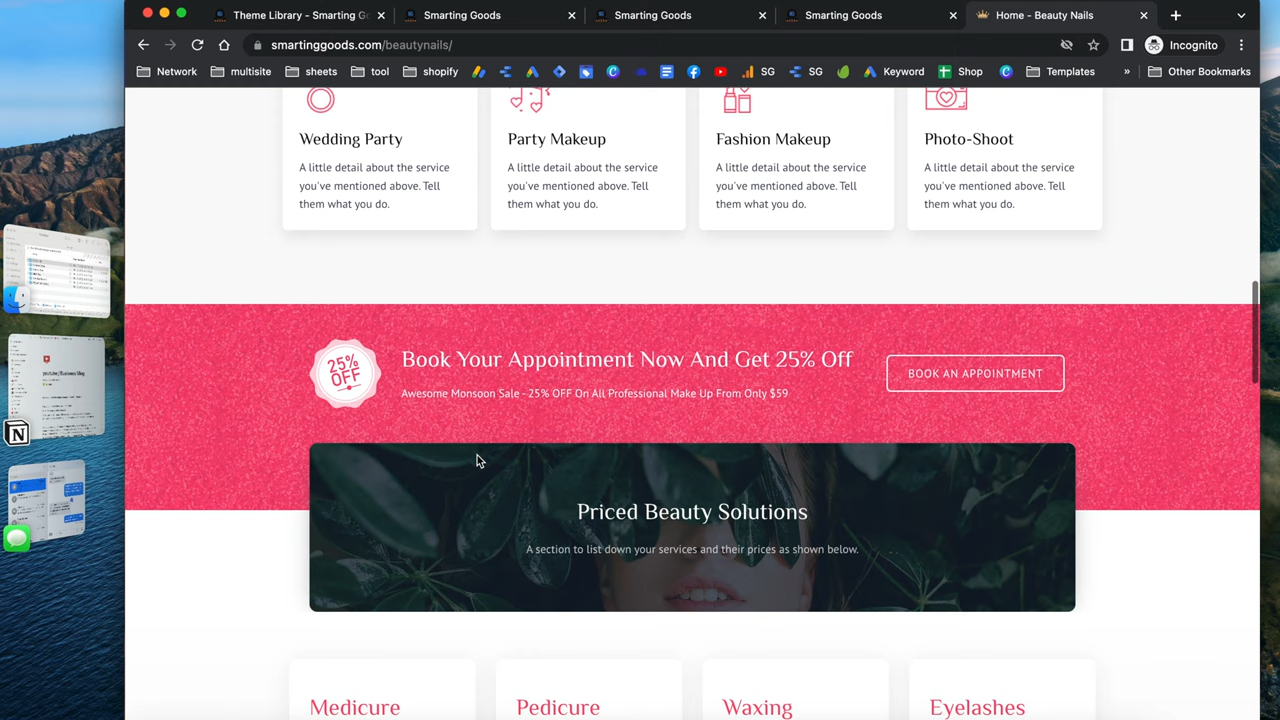 Theme Library - Smarting G
Smarting Goods
Smarting Goods
Smarting Goods
Home - Beauty Nails
smartinggoods.com/beautynails/
Incognito
Network
multisite
sheets
tool
shopify
SG
SG
Keyword
Shop
Templates
»
Other Bookmarks
Wedding Party
A little detail about the service
you've mentioned above. Tell
them what you do.
Party Makeup
A little detail about the service
you've mentioned above. Tell
them what you do.
Fashion Makeup
A little detail about the service
you've mentioned above. Tell
them what you do.
Photo-Shoot
A little detail about the service
you've mentioned above. Tell
them what you do.
25%
OFF
Book Your Appointment Now And Get 25% Off
Awesome Monsoon Sale - 25% OFF On All Professional Make Up From Only $59
BOOK AN APPOINTMENT
Priced Beauty Solutions
A section to list down your services and their prices as shown below.
Medicure
Pedicure
Waxing
Eyelashes
youtube/Business blog